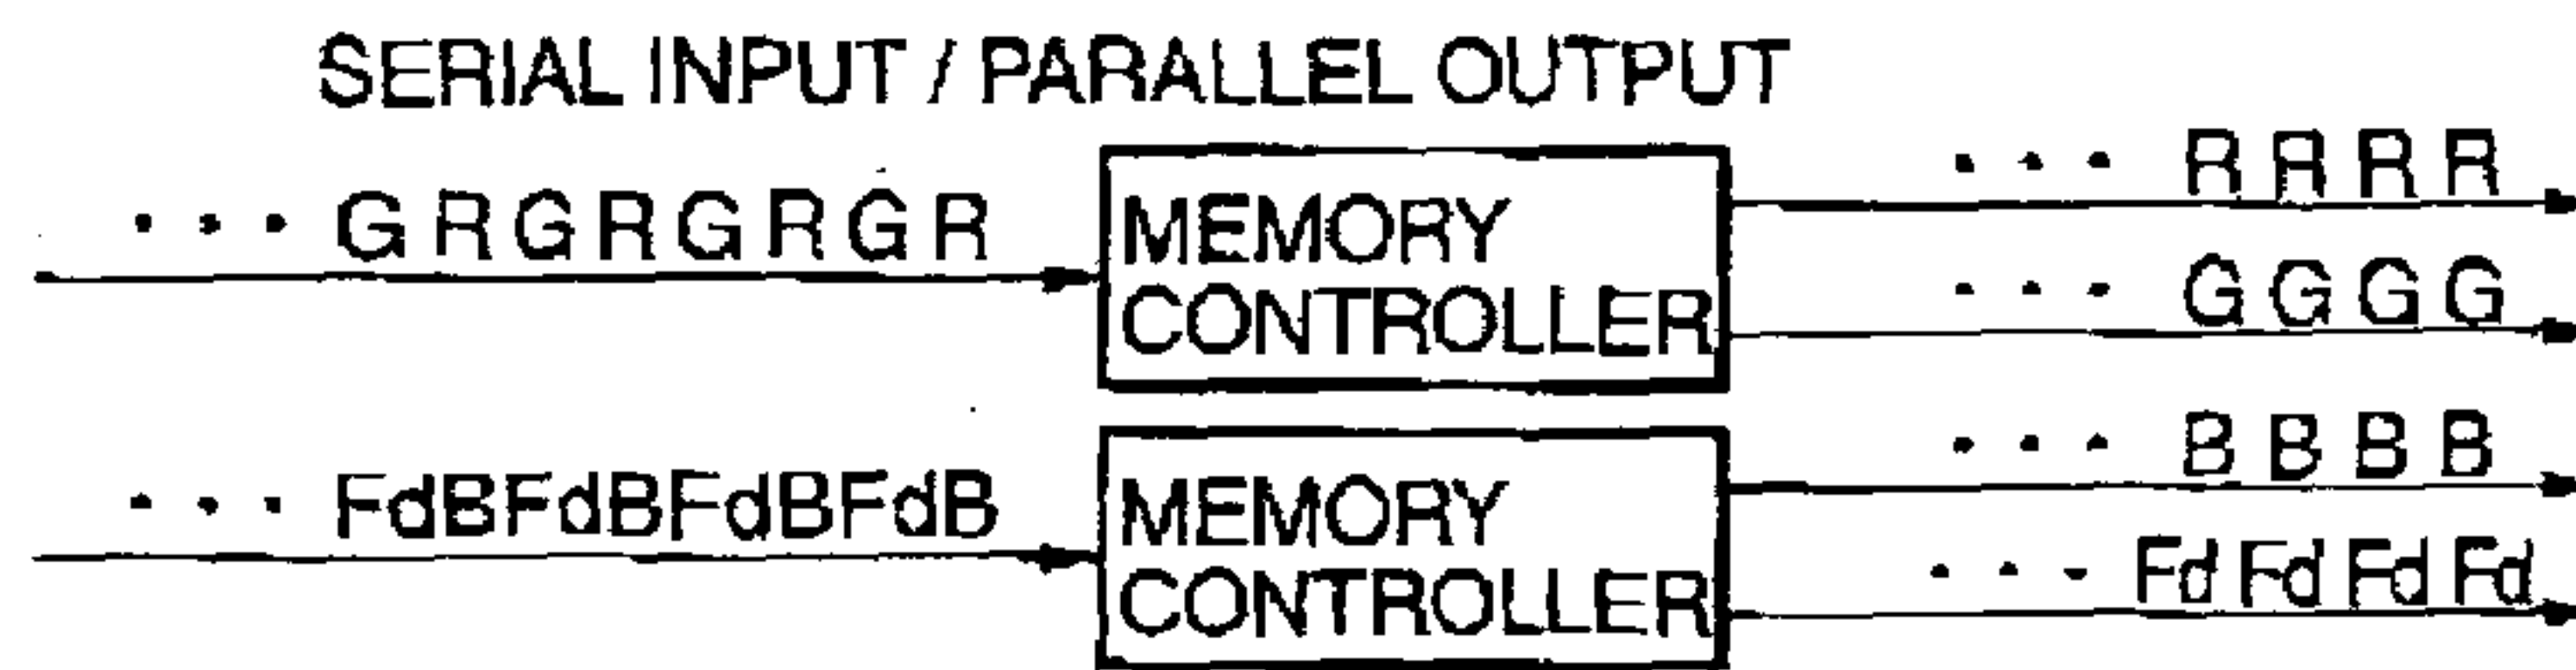 SERIAL INPUT / PARALLEL OUTPUT
··· G R G R G R G R
MEMORY
CONTROLLER
··· R R R R
··· G G G G
··· FdBFdBFdBFdB
MEMORY
CONTROLLER
··· B B B B
··· Fd Fd Fd Fd